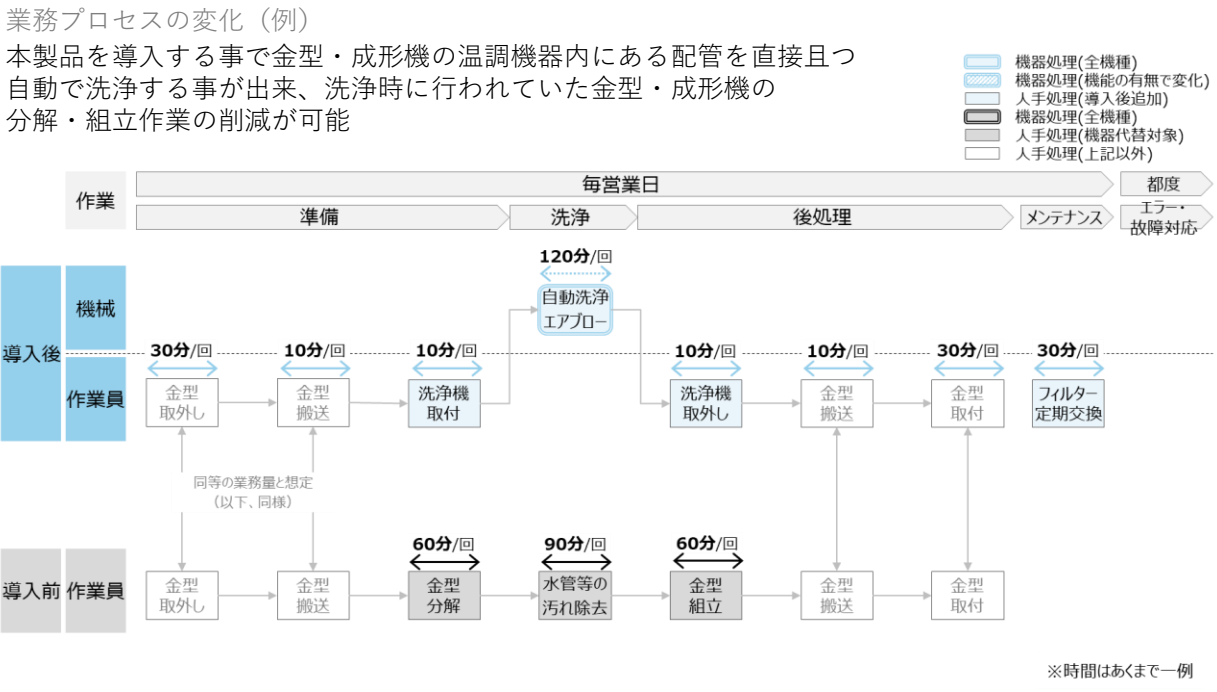 業務プロセスの変化（例）
本製品を導入する事で金型・成形機の温調機器内にある配管を直接且つ
自動で洗浄する事が出来、洗浄時に行われていた金型・成形機の
分解・組立作業の削減が可能
機器処理(全機種)
機器処理(機能の有無で変化)
人手処理(導入後追加)
機器処理(全機種)
人手処理(機器代替対象)
人手処理(上記以外)
作業
毎営業日
都度
準備
洗浄
後処理
メンテナンス
エラー・
故障対応
導入後
機械
120分/回
自動洗浄
エアブロー
作業員
30分/回
10分/回
10分/回
10分/回
10分/回
30分/回
30分/回
金型
取外し
金型
搬送
洗浄機
取付
洗浄機
取外し
金型
搬送
金型
取付
フィルター
定期交換
同等の業務量と想定
（以下、同様）
導入前
作業員
60分/回
90分/回
60分/回
金型
取外し
金型
搬送
金型
分解
水管等の
汚れ除去
金型
組立
金型
搬送
金型
取付
※時間はあくまで一例